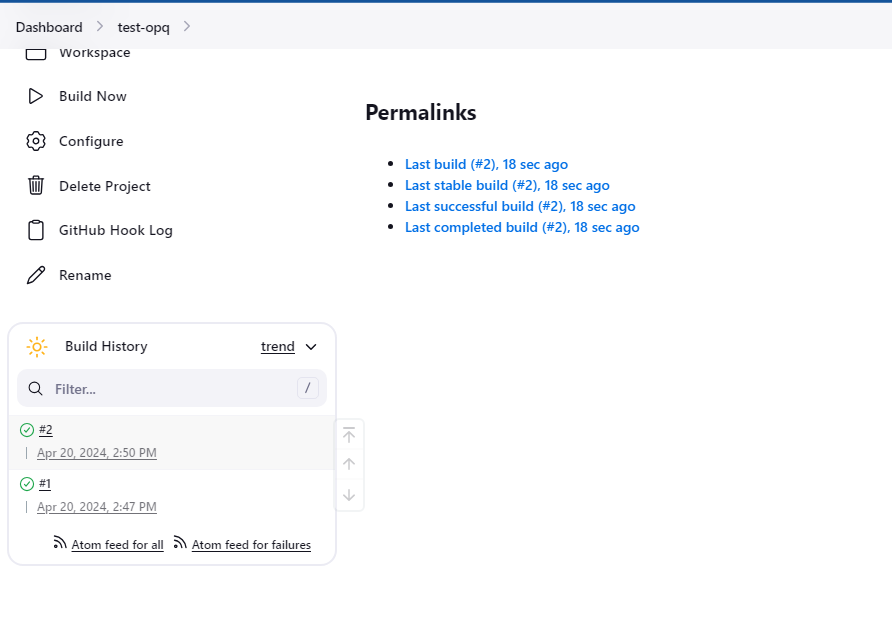 Dashboard > test-opq >
Workspace
Build Now
Configure
Delete Project
GitHub Hook Log
Rename
Build History trend
Filter... /
#2
Apr 20, 2024, 2:50 PM
#1
Apr 20, 2024, 2:47 PM
Atom feed for all Atom feed for failures
Permalinks
• Last build (#2), 18 sec ago
• Last stable build (#2), 18 sec ago
• Last successful build (#2), 18 sec ago
• Last completed build (#2), 18 sec ago